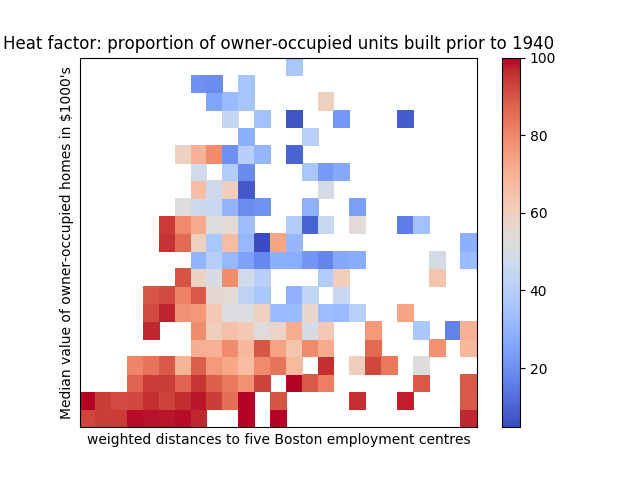 Heat factor: proportion of owner-occupied units built prior to 1940
Median value of owner-occupied homes in $1000's
100
80
60
40
20
weighted distances to five Boston employment centres